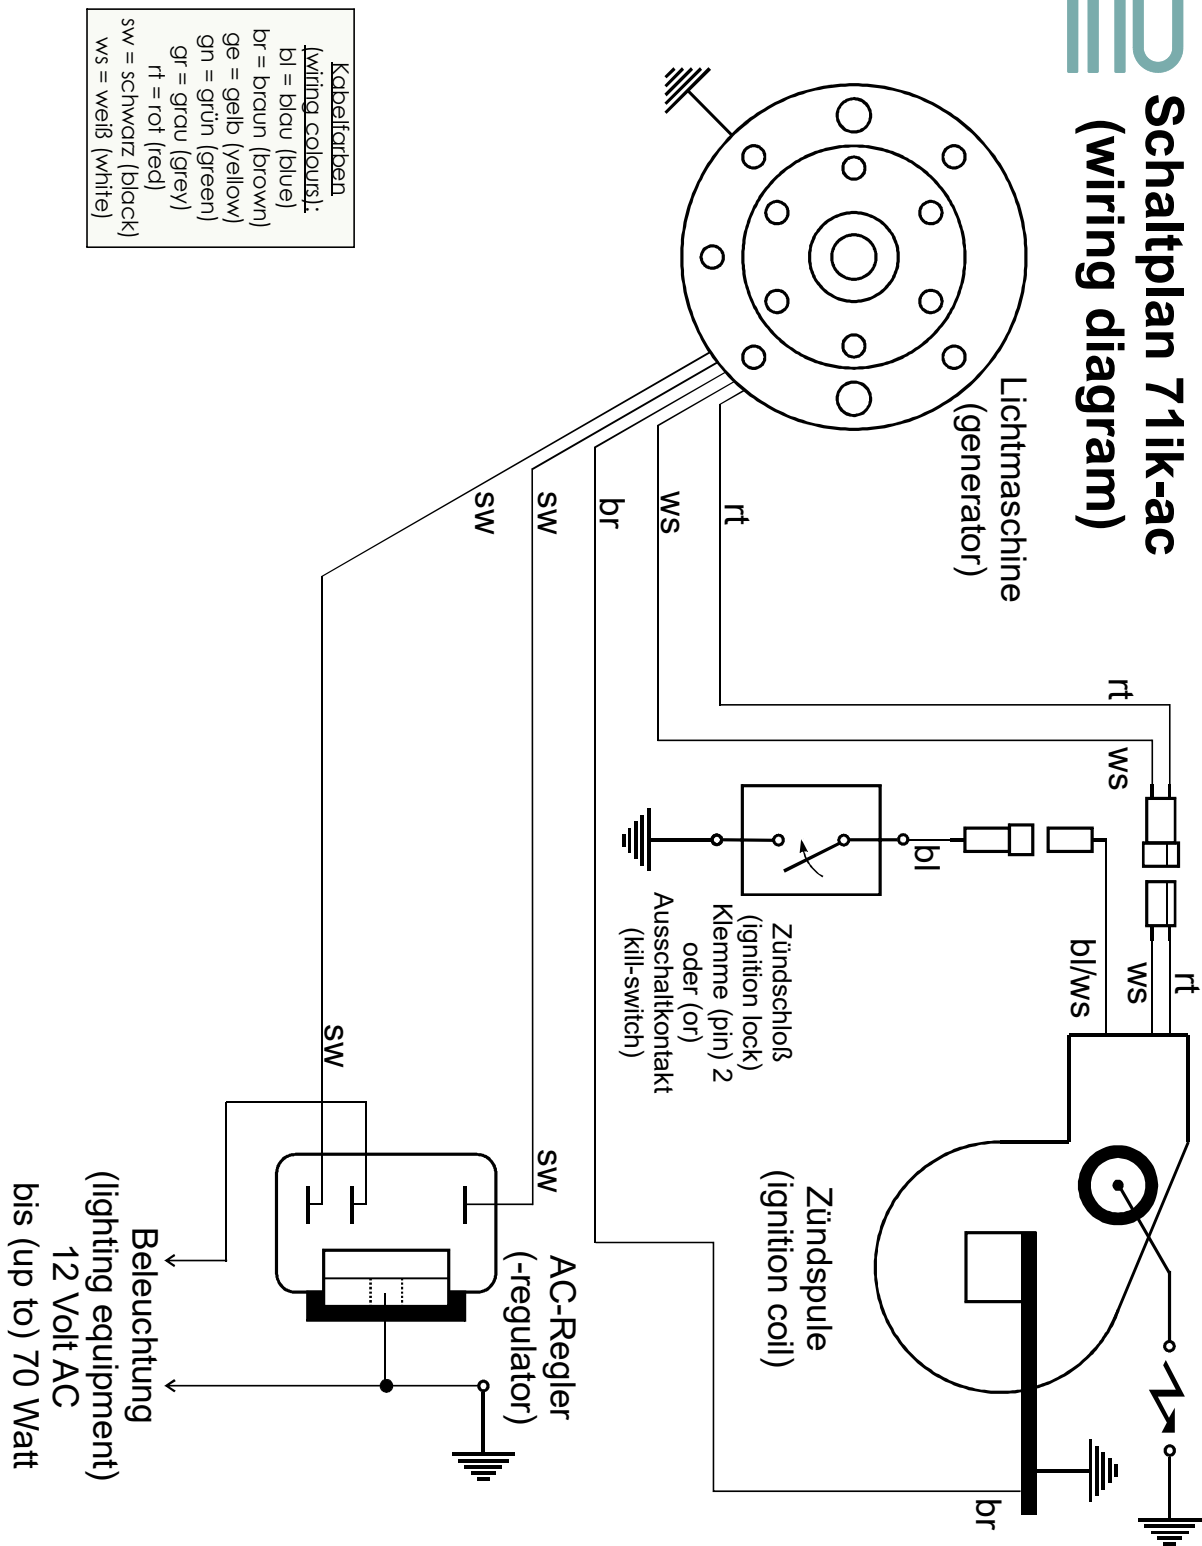 Schaltplan 71ik-ac
(wiring diagram)
Lichtmaschine
(generator)
rt
ws
br
sw
sw
rt
ws
rt
ws
bl/ws
bl
Zündschloß
(ignition lock)
Klemme (pin) 2
oder (or)
Ausschaltkontakt
(kill-switch)
Zündspule
(ignition coil)
br
sw
sw
AC-Regler
(-regulator)
Beleuchtung
(lighting equipment)
12 Volt AC
bis (up to) 70 Watt
Kabelfarben
(wiring colours):
bl = blau (blue)
br = braun (brown)
ge = gelb (yellow)
gn = grün (green)
gr = grau (grey)
rt = rot (red)
sw = schwarz (black)
ws = weiß (white)